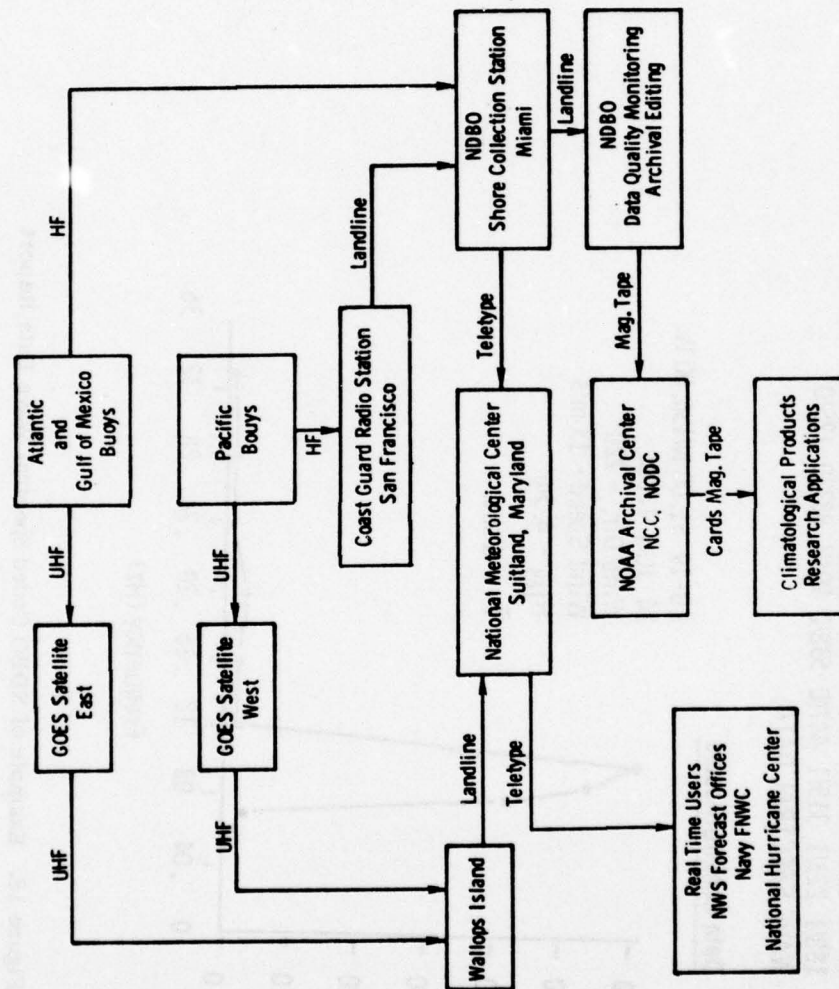 HF
Atlantic
and
Gulf of Mexico
Buoys
UHF
GOES Satellite
East
UHF
Pacific
Bouys
HF
UHF
GOES Satellite
West
UHF
Landline
Coast Guard Radio Station
San Francisco
NDBO
Shore Collection Station
Miami
Landline
Teletype
National Meteorological Center
Suitland, Maryland
Landline
Teletype
Wallops Island
NDBO
Data Quality Monitoring
Archival Editing
Mag. Tape
NOAA Archival Center
NCC, NODC
Cards Mag. Tape
Climatological Products
Research Applications
Real Time Users
NWS Forecast Offices
Navy FNWC
National Hurricane Center